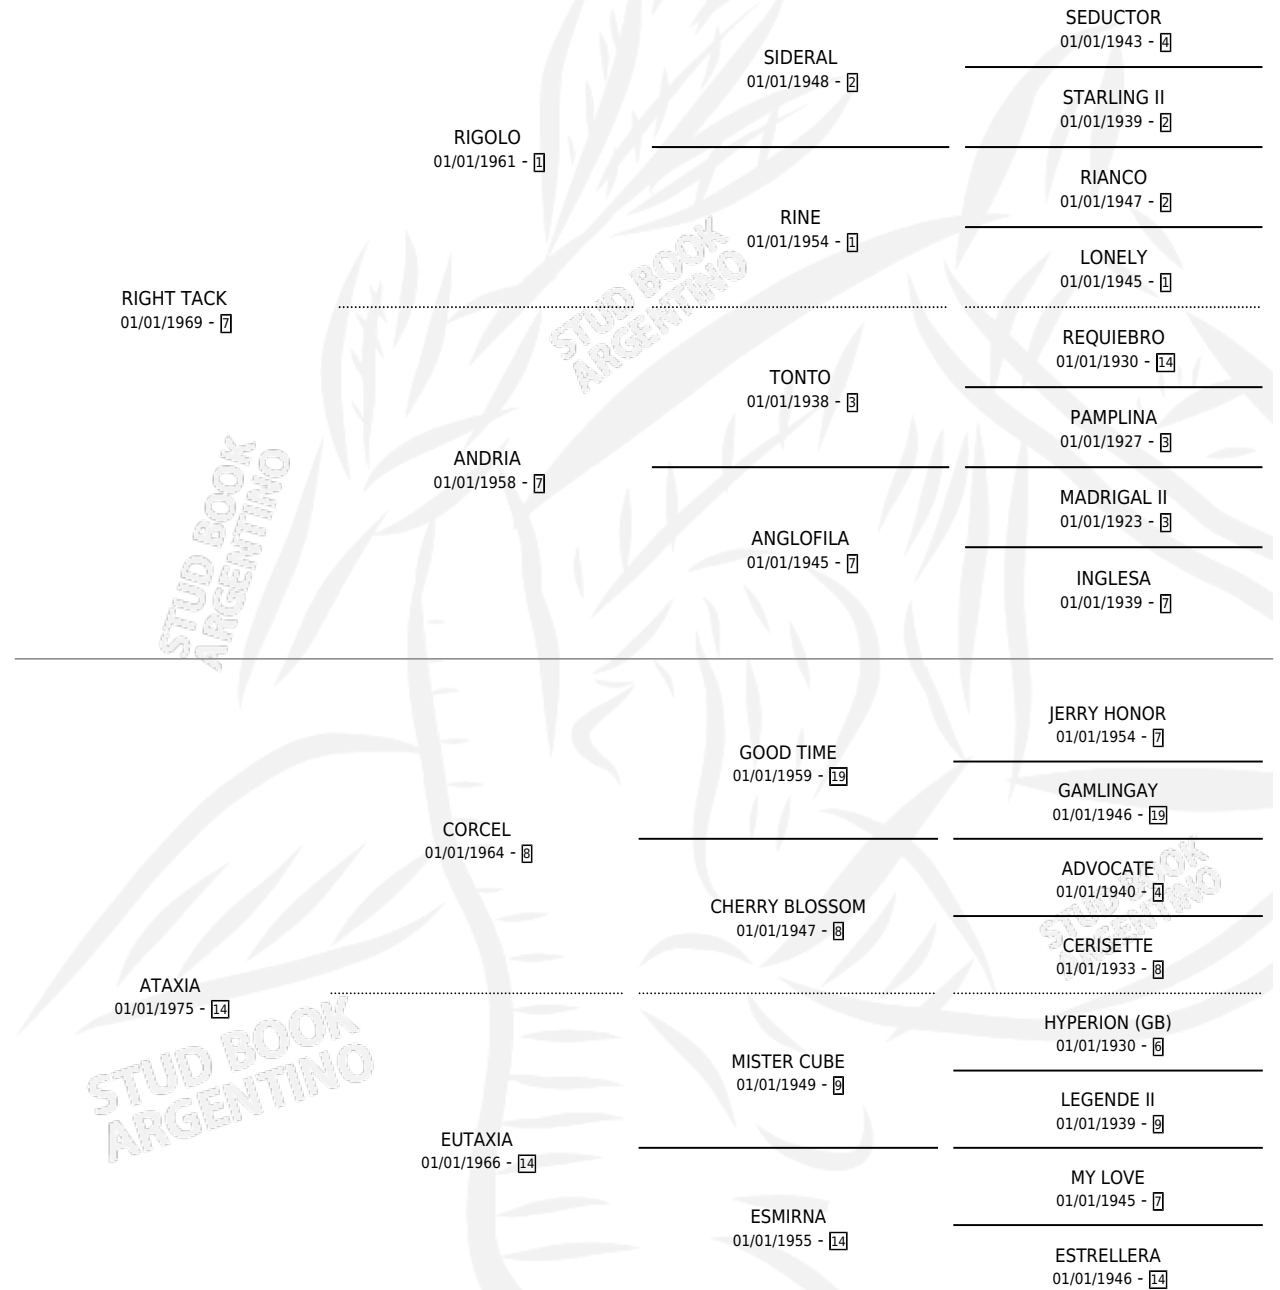 SEDUCTOR
01/01/1943 - 4
SIDERAL
01/01/1948 - 2
STARLING II
01/01/1939 - 2
RIGOLO
01/01/1961 - 1
RIANCO
01/01/1947 - 2
RINE
01/01/1954 - 1
LONELY
01/01/1945 - 1
RIGHT TACK
01/01/1969 - 7
STUD BOOK
ARGENTINO
REQUIEBRO
01/01/1930 - 14
TONTO
01/01/1938 - 3
PAMPLINA
01/01/1927 - 3
ANDRIA
01/01/1958 - 7
MADRIGAL II
01/01/1923 - 3
ANGLOFILA
01/01/1945 - 7
INGLESA
01/01/1939 - 7
STUD BOOK
ARGENTINO
JERRY HONOR
01/01/1954 - 7
GOOD TIME
01/01/1959 - 19
GAMLINGAY
01/01/1946 - 19
CORCEL
01/01/1964 - 8
ADVOCATE
01/01/1940 - 4
CHERRY BLOSSOM
01/01/1947 - 8
CERISETTE
01/01/1933 - 8
STUD BOOK
ARGENTINO
ATAXIA
01/01/1975 - 14
HYPERION (GB)
01/01/1930 - 6
MISTER CUBE
01/01/1949 - 9
LEGENDE II
01/01/1939 - 9
STUD BOOK
ARGENTINO
EUTAXIA
01/01/1966 - 14
MY LOVE
01/01/1945 - 7
ESMIRNA
01/01/1955 - 14
ESTRELLERA
01/01/1946 - 14